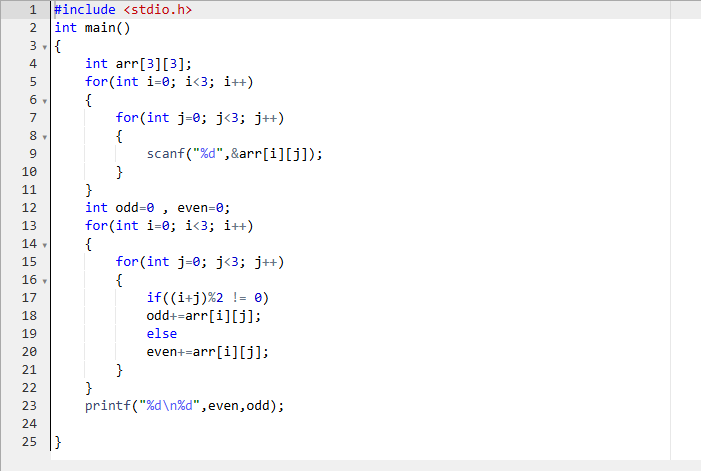 1 #include <stdio.h>
2 int main()
3 {
4     int arr[3][3];
5     for(int i=0; i<3; i++)
6     {
7         for(int j=0; j<3; j++)
8         {
9             scanf("%d",&arr[i][j]);
10         }
11     }
12     int odd=0 , even=0;
13     for(int i=0; i<3; i++)
14     {
15         for(int j=0; j<3; j++)
16         {
17             if((i+j)%2 != 0)
18             odd+=arr[i][j];
19             else
20             even+=arr[i][j];
21         }
22     }
23     printf("%d\n%d",even,odd);
24
25 }